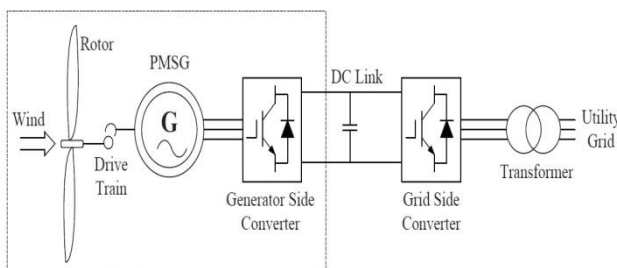 Rotor
PMSG
DC Link
Wind
G
Utility
Grid
Drive
Train
Transformer
Generator Side
Converter
Grid Side
Converter